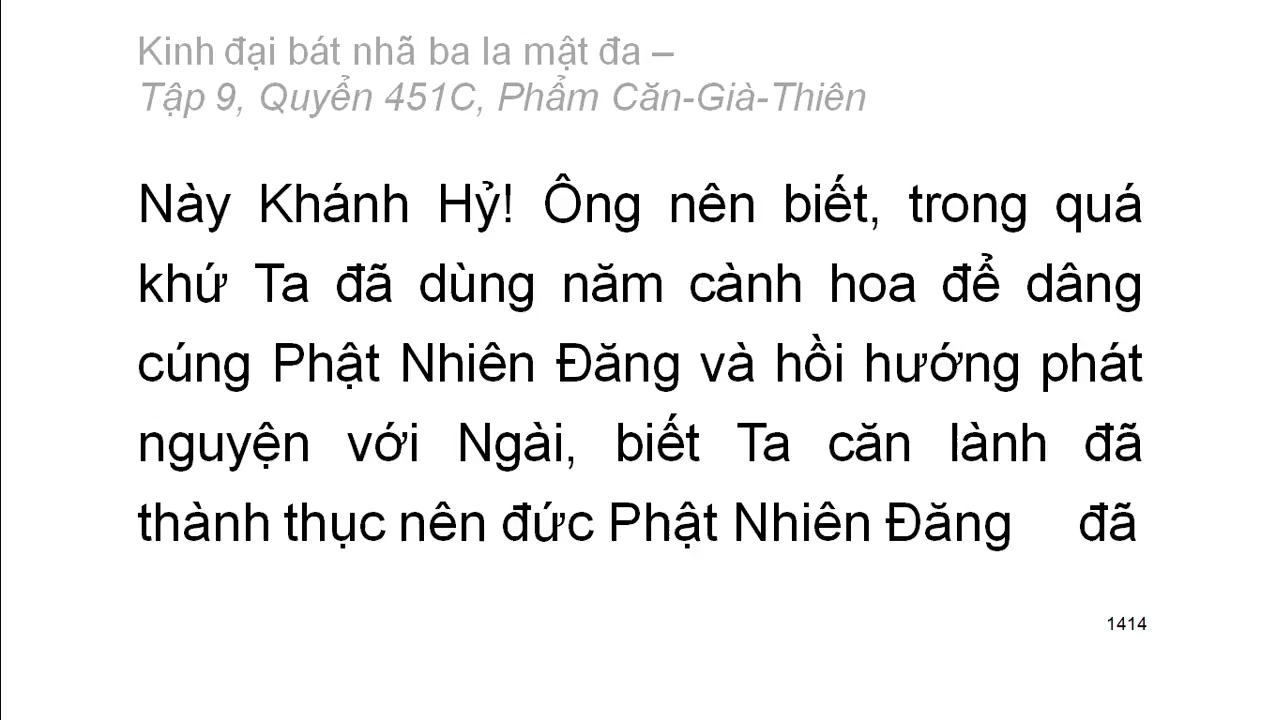 Kinh đại bát nhã ba la mật đa –
Tập 9, Quyển 451C, Phẩm Căn-Già-Thiên
Này Khánh Hỷ! Ông nên biết, trong quá
khứ Ta đã dùng năm cành hoa để dâng
cúng Phật Nhiên Đăng và hồi hướng phát
nguyện với Ngài, biết Ta căn lành đã
thành thục nên đức Phật Nhiên Đăng đã
1414